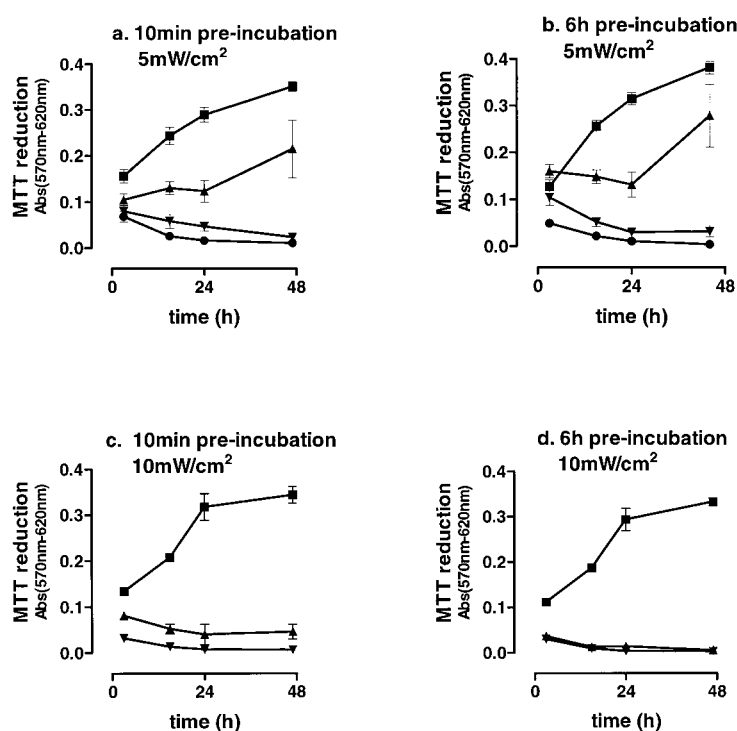 a. 10min pre-incubation
5mW/cm²
MTT reduction
Abs(570nm-620nm)
0.4
0.3
0.2
0.1
0.0
0
24
48
time (h)
b. 6h pre-incubation
5mW/cm²
MTT reduction
Abs(570nm-620nm)
0.4
0.3
0.2
0.1
0.0
0
24
48
time (h)
c. 10min pre-incubation
10mW/cm²
MTT reduction
Abs(570nm-620nm)
0.4
0.3
0.2
0.1
0.0
0
24
48
time (h)
d. 6h pre-incubation
10mW/cm²
MTT reduction
Abs(570nm-620nm)
0.4
0.3
0.2
0.1
0.0
0
24
48
time (h)